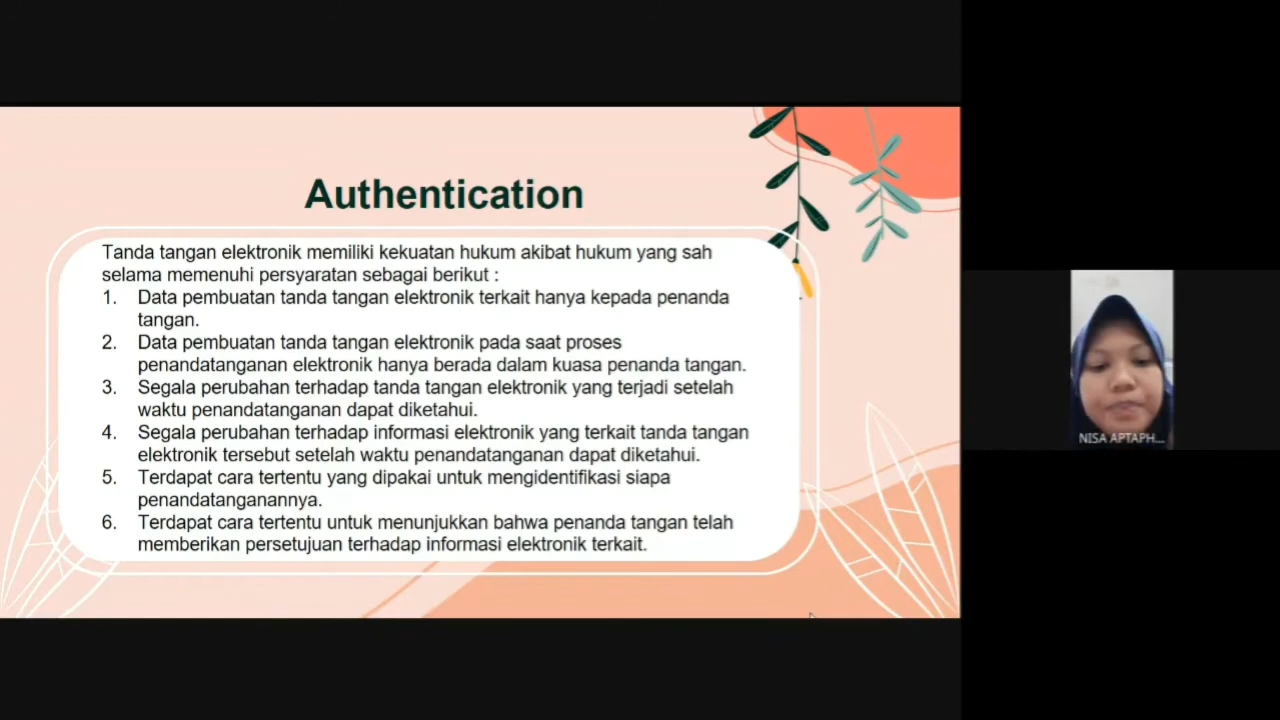 Authentication
Tanda tangan elektronik memiliki kekuatan hukum akibat hukum yang sah
selama memenuhi persyaratan sebagai berikut :
1. Data pembuatan tanda tangan elektronik terkait hanya kepada penanda
tangan.
2. Data pembuatan tanda tangan elektronik pada saat proses
penandatanganan elektronik hanya berada dalam kuasa penanda tangan.
3. Segala perubahan terhadap tanda tangan elektronik yang terjadi setelah
waktu penandatanganan dapat diketahui.
4. Segala perubahan terhadap informasi elektronik yang terkait tanda tangan
elektronik tersebut setelah waktu penandatanganan dapat diketahui.
5. Terdapat cara tertentu yang dipakai untuk mengidentifikasi siapa
penandatanganannya.
6. Terdapat cara tertentu untuk menunjukkan bahwa penanda tangan telah
memberikan persetujuan terhadap informasi elektronik terkait.
NISA APTAPH...